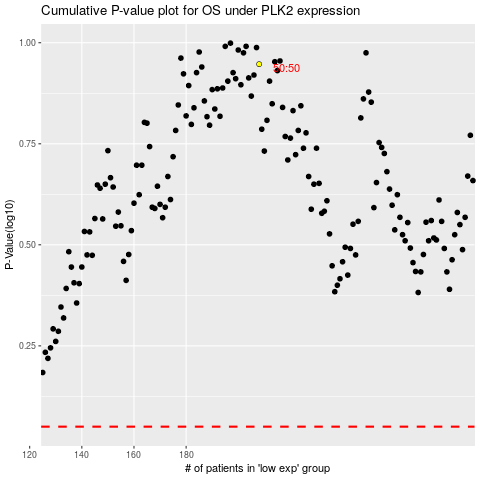 Cumulative P-value plot for OS under PLK2 expression
P-Value(log10)
1.00
0.75
0.50
0.25
50:50
120 140 160 180
# of patients in 'low exp' group